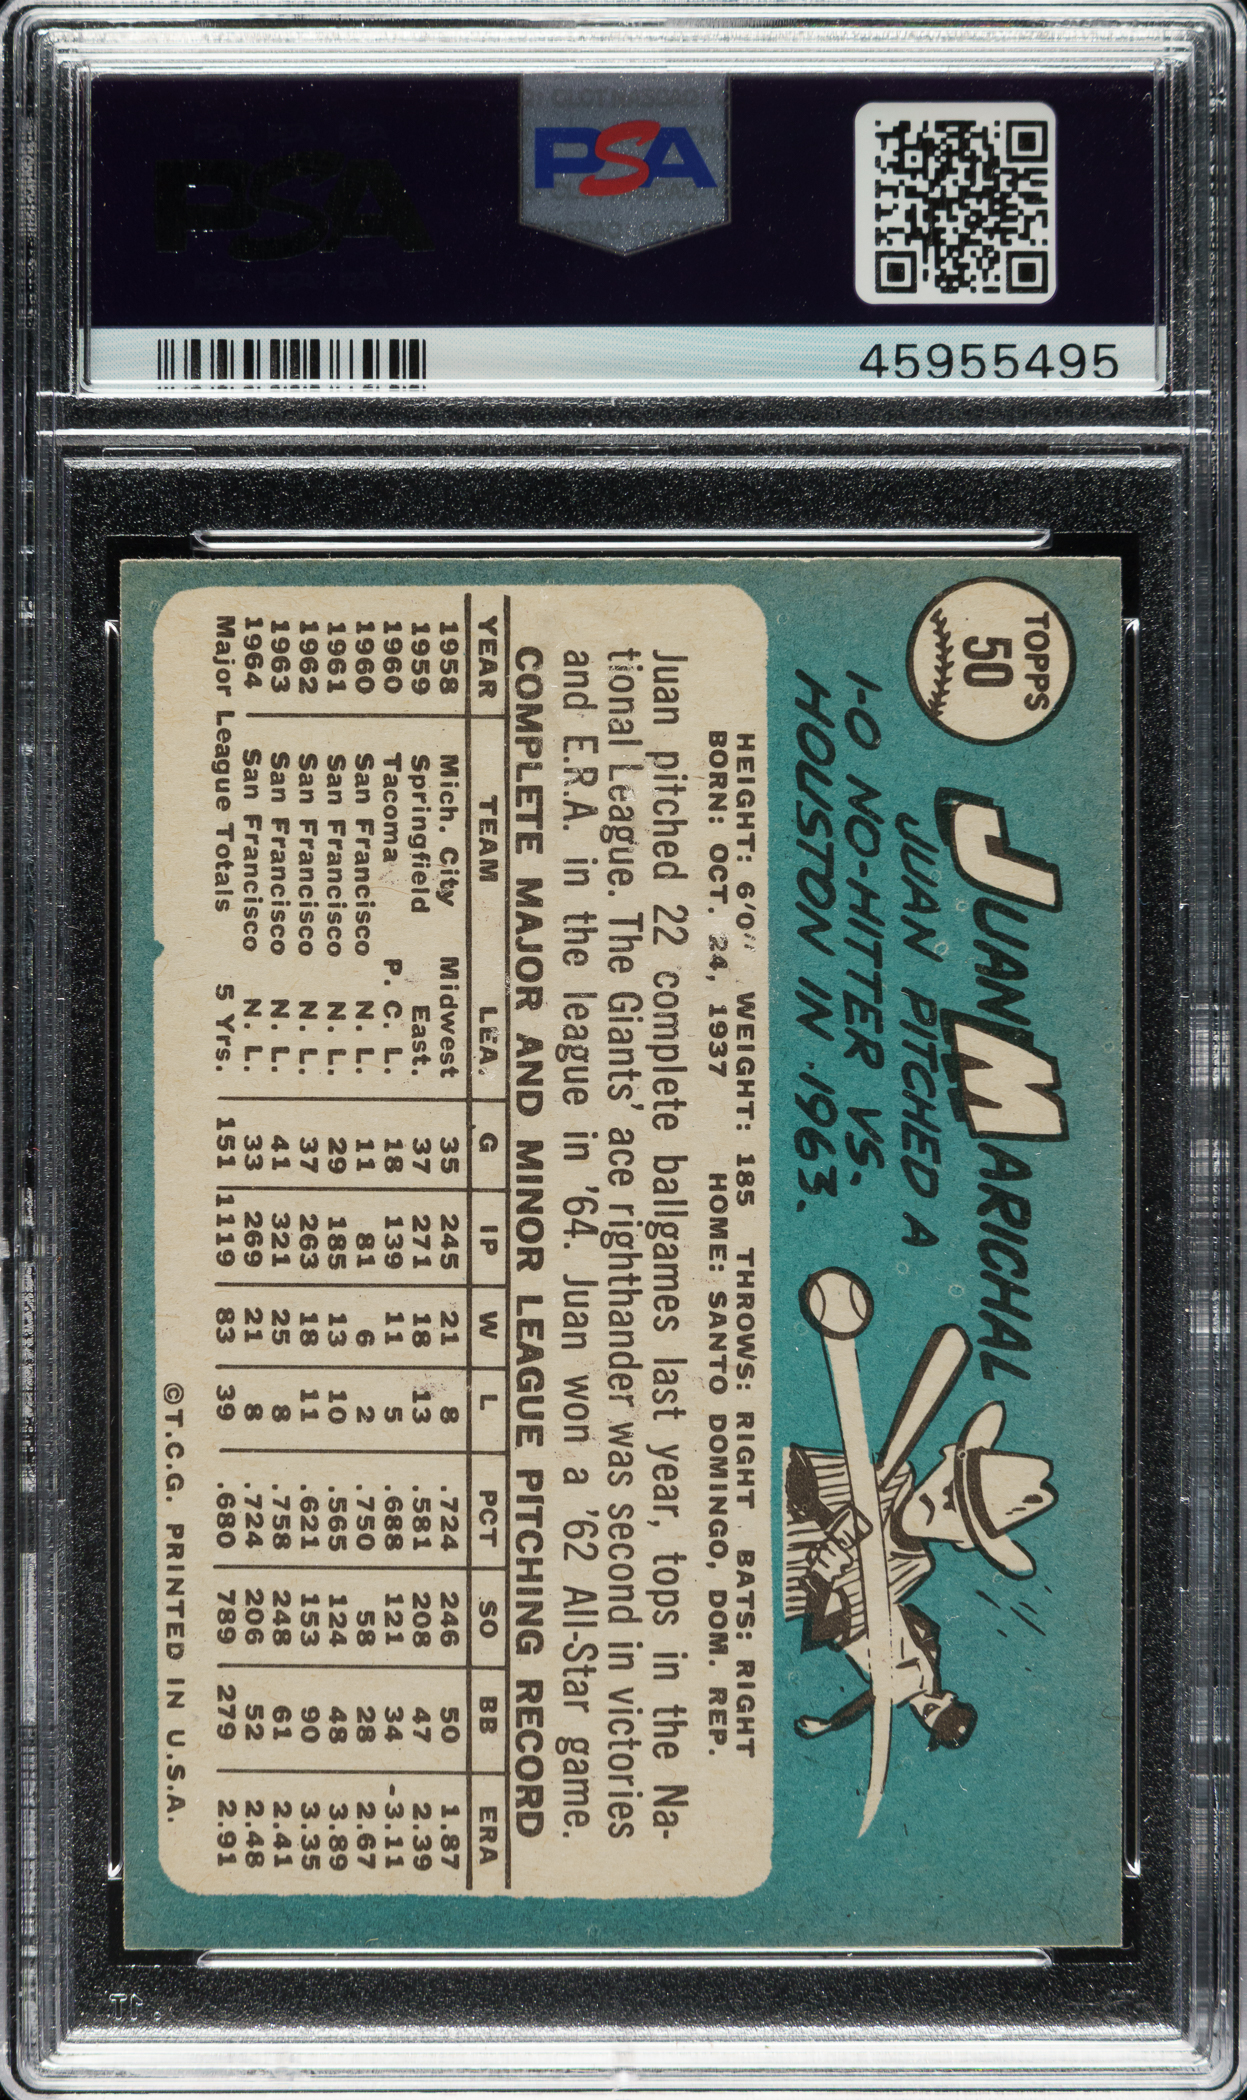 PSA
PSA
45955495
TOPPS
50
JUAN MARICHAL
JUAN PITCHED A
1-0 NO-HITTER VS.
HOUSTON IN 1963.
HEIGHT: 6'0" WEIGHT: 185 THROWS: RIGHT BATS: RIGHT
BORN: OCT. 24, 1937 HOME: SANTO DOMINGO, DOM. REP.
Juan pitched 22 complete ballgames last year, tops in the Na-
tional League. The Giants' ace righthander was second in victories
and E.R.A. in the league in '64. Juan won a '62 All-Star game.
COMPLETE MAJOR AND MINOR LEAGUE PITCHING RECORD
YEAR TEAM LEA. G IP W L PCT SO BB ERA
1958 Mich. City Midwest 35 245 21 8 .724 246 50 1.87
1959 Springfield East. 37 271 18 13 .581 208 47 2.39
1960 Tacoma P. C. L. 18 139 11 5 .688 121 34 -3.11
1960 San Francisco N. L. 11 81 6 2 .750 58 28 2.67
1961 San Francisco N. L. 29 185 13 10 .565 124 48 3.89
1962 San Francisco N. L. 37 263 18 11 .621 153 90 3.35
1963 San Francisco N. L. 41 321 25 8 .758 248 61 2.41
1964 San Francisco N. L. 33 269 21 8 .724 206 52 2.48
Major League Totals 5 Yrs. 151 1119 83 39 .680 789 279 2.91
©T.C.G. PRINTED IN U.S.A.